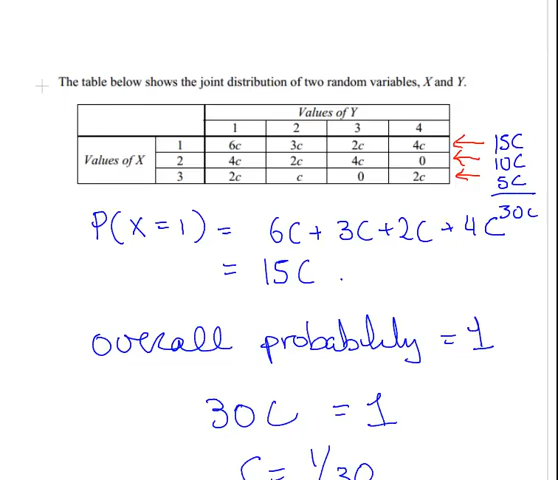 The table below shows the joint distribution of two random variables, X and Y.
Values of Y
1 2 3 4
Values of X 1 6c 3c 2c 4c ← 15C
2 4c 2c 4c 0 ← 10C
3 2c c 0 2c ← 5C
30C
P(X = 1) = 6C + 3C + 2C + 4C
= 15C .
overall probability = 1
30C = 1
C = 1/30